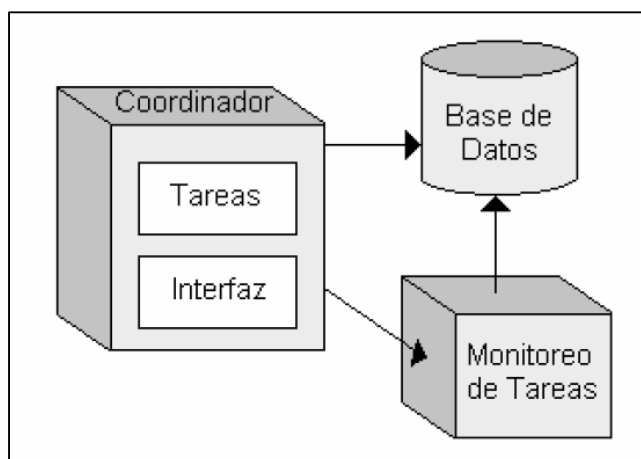 Coordinador
Tareas
Interfaz
Base de
Datos
Monitoreo
de Tareas